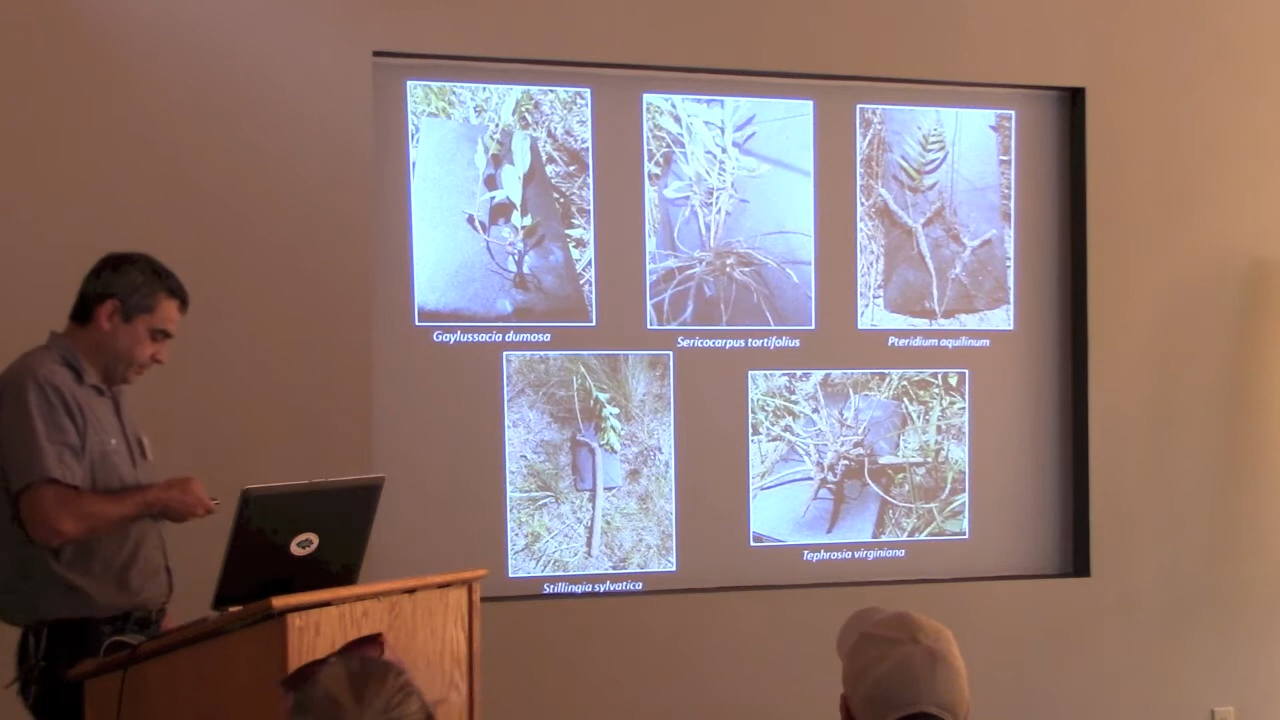 Gaylussacia dumosa
Sericocarpus tortifolius
Pteridium aquilinum
Stillingia sylvatica
Tephrosia virginiana